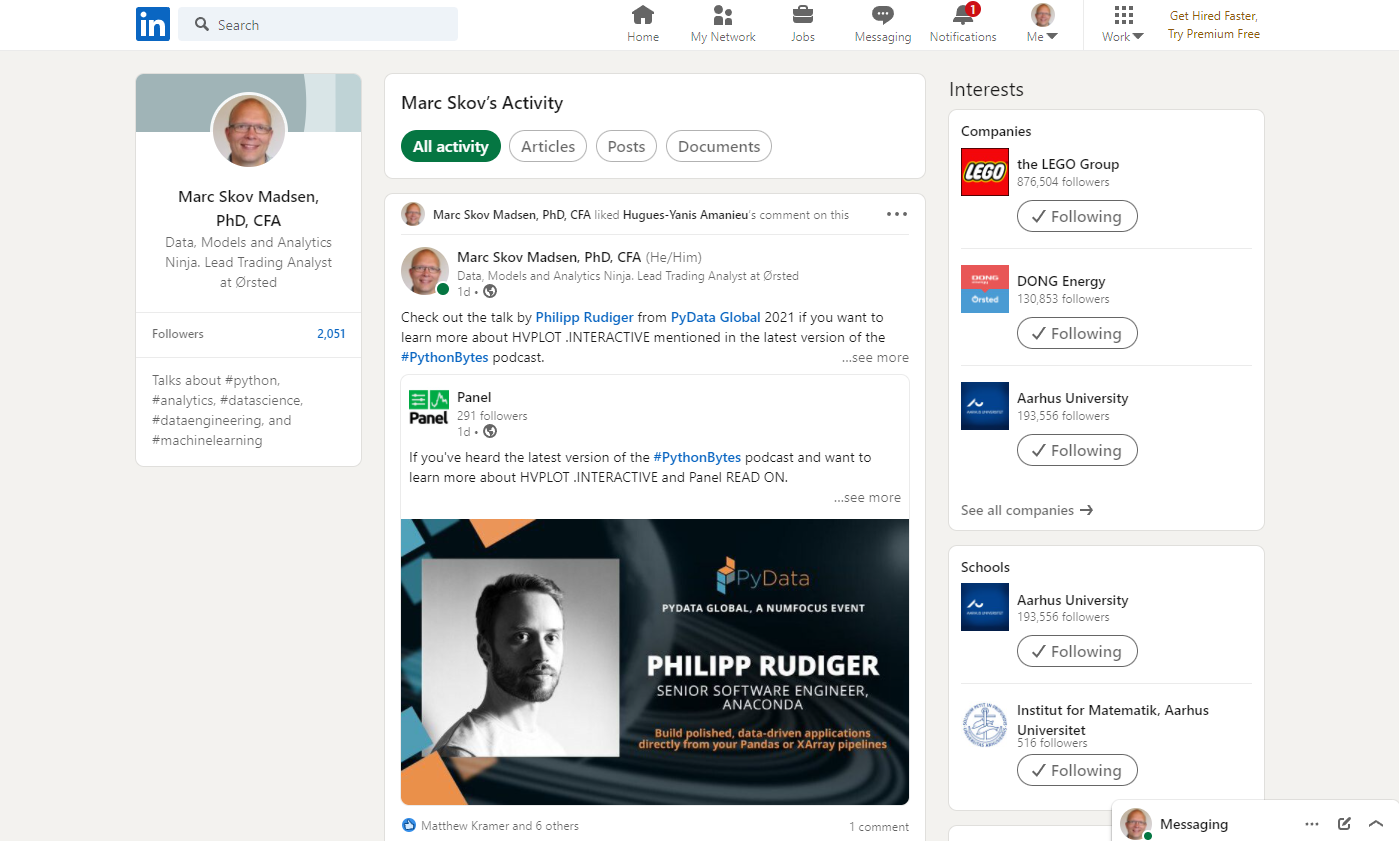 in
Search
Home
My Network
Jobs
Messaging
1
Notifications
Me
Work
Get Hired Faster,
Try Premium Free
Marc Skov Madsen,
PhD, CFA
Data, Models and Analytics
Ninja. Lead Trading Analyst
at Ørsted
Followers 2,051
Talks about #python,
#analytics, #datascience,
#dataengineering, and
#machinelearning
Marc Skov's Activity
All activity
Articles
Posts
Documents
Marc Skov Madsen, PhD, CFA liked Hugues-Yanis Amanieu's comment on this
Marc Skov Madsen, PhD, CFA (He/Him)
Data, Models and Analytics Ninja. Lead Trading Analyst at Ørsted
1d •
Check out the talk by Philipp Rudiger from PyData Global 2021 if you want to
learn more about HVPLOT .INTERACTIVE mentioned in the latest version of the
#PythonBytes podcast. ...see more
Panel
Panel
291 followers
1d •
If you've heard the latest version of the #PythonBytes podcast and want to
learn more about HVPLOT .INTERACTIVE and Panel READ ON.
...see more
PyData
PYDATA GLOBAL, A NUMFOCUS EVENT
PHILIPP RUDIGER
SENIOR SOFTWARE ENGINEER,
ANACONDA
Build polished, data-driven applications
directly from your Pandas or XArray pipelines
Matthew Kramer and 6 others
1 comment
Interests
Companies
LEGO
the LEGO Group
876,504 followers
Following
DONG
energy
Ørsted
DONG Energy
130,853 followers
Following
AARHUS UNIVERSITET
Aarhus University
193,556 followers
Following
See all companies
Schools
AARHUS UNIVERSITET
Aarhus University
193,556 followers
Following
Institut for Matematik, Aarhus
Universitet
516 followers
Following
Messaging